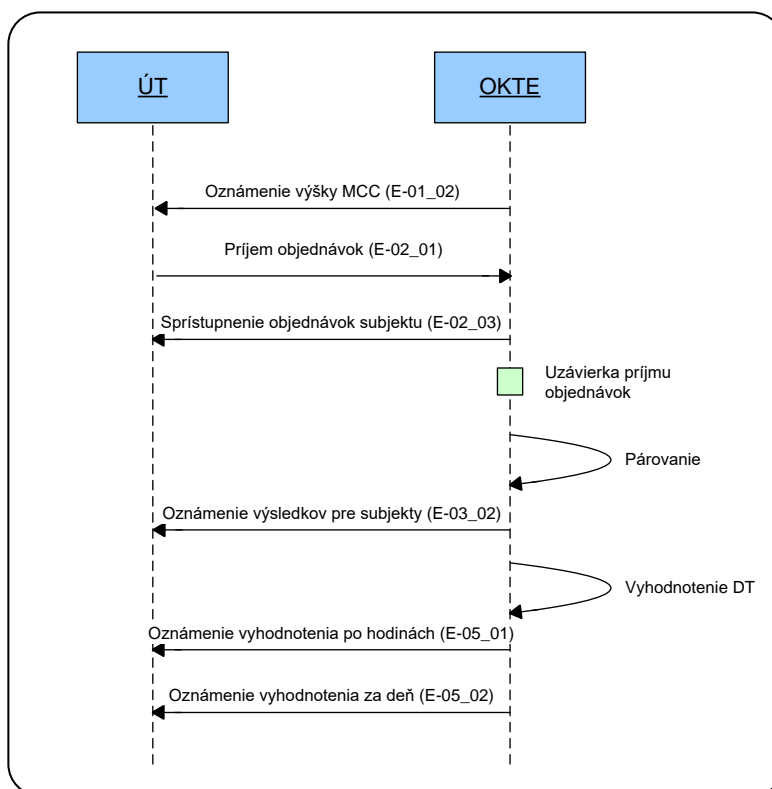 ÚT
OKTE
Oznámenie výšky MCC (E-01_02)
Príjem objednávok (E-02_01)
Sprístupnenie objednávok subjektu (E-02_03)
Uzávierka príjmu
objednávok
Párovanie
Oznámenie výsledkov pre subjekty (E-03_02)
Vyhodnotenie DT
Oznámenie vyhodnotenia po hodinách (E-05_01)
Oznámenie vyhodnotenia za deň (E-05_02)